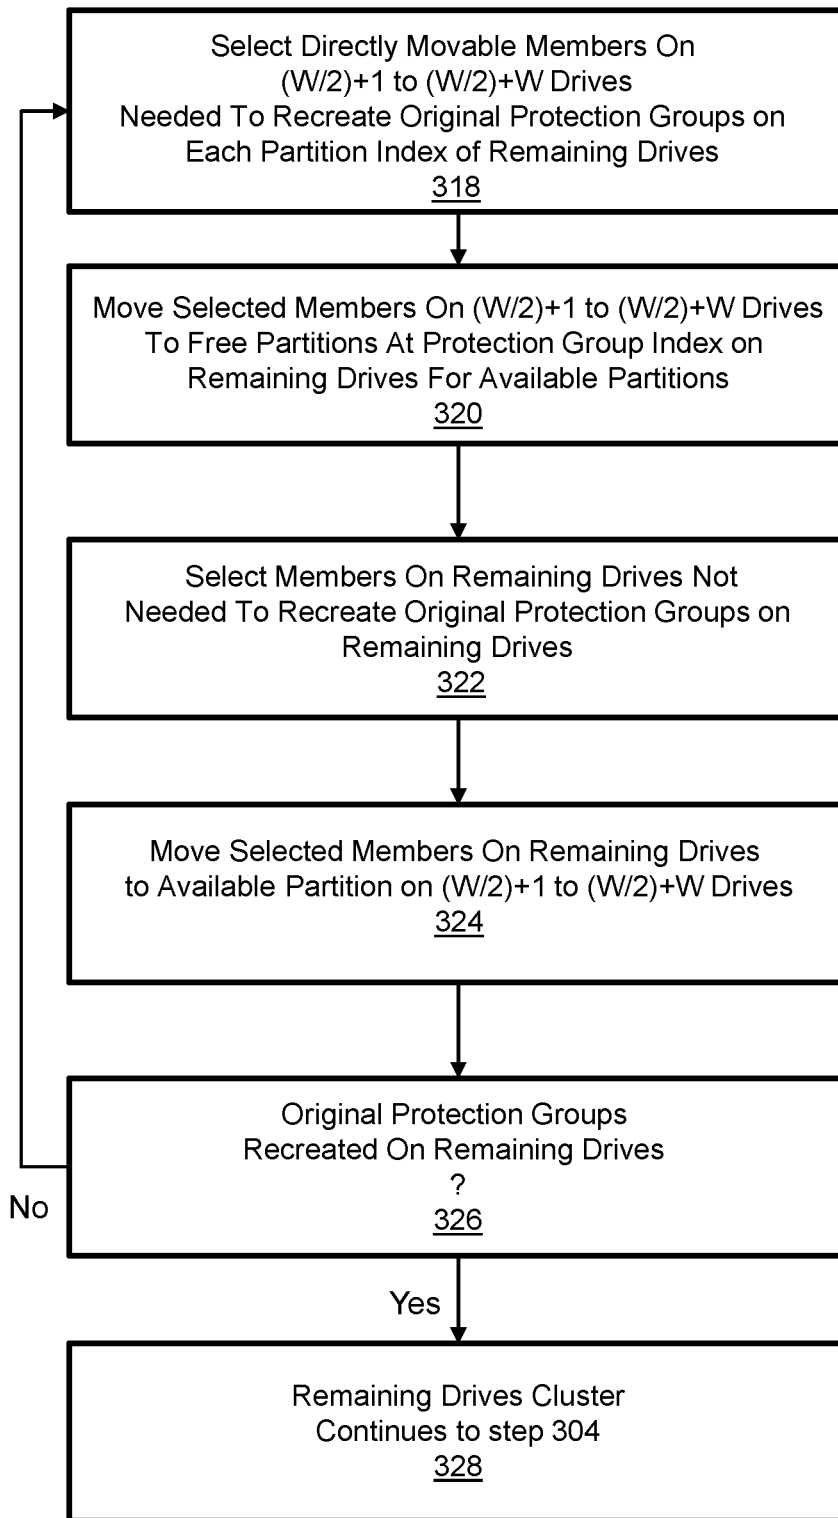 Select Directly Movable Members On
(W/2)+1 to (W/2)+W Drives
Needed To Recreate Original Protection Groups on
Each Partition Index of Remaining Drives
318
Move Selected Members On (W/2)+1 to (W/2)+W Drives
To Free Partitions At Protection Group Index on
Remaining Drives For Available Partitions
320
Select Members On Remaining Drives Not
Needed To Recreate Original Protection Groups on
Remaining Drives
322
Move Selected Members On Remaining Drives
to Available Partition on (W/2)+1 to (W/2)+W Drives
324
Original Protection Groups
Recreated On Remaining Drives
?
326
No
Yes
Remaining Drives Cluster
Continues to step 304
328